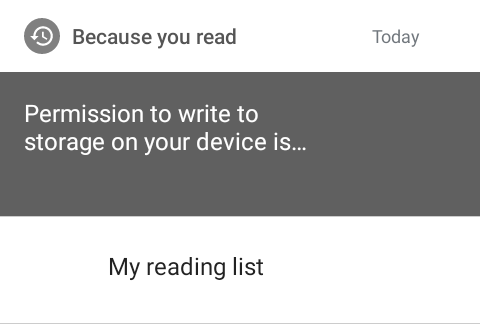 Because you read
Today
Permission to write to
storage on your device is…
My reading list